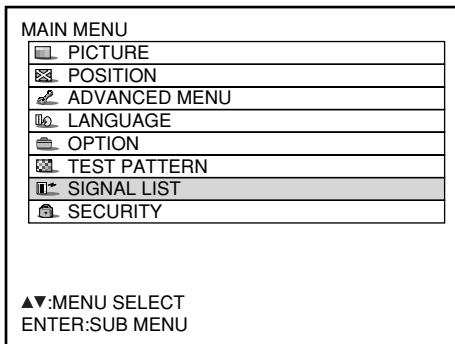 MAIN MENU
PICTURE
POSITION
ADVANCED MENU
LANGUAGE
OPTION
TEST PATTERN
SIGNAL LIST
SECURITY
▲▼:MENU SELECT
ENTER:SUB MENU